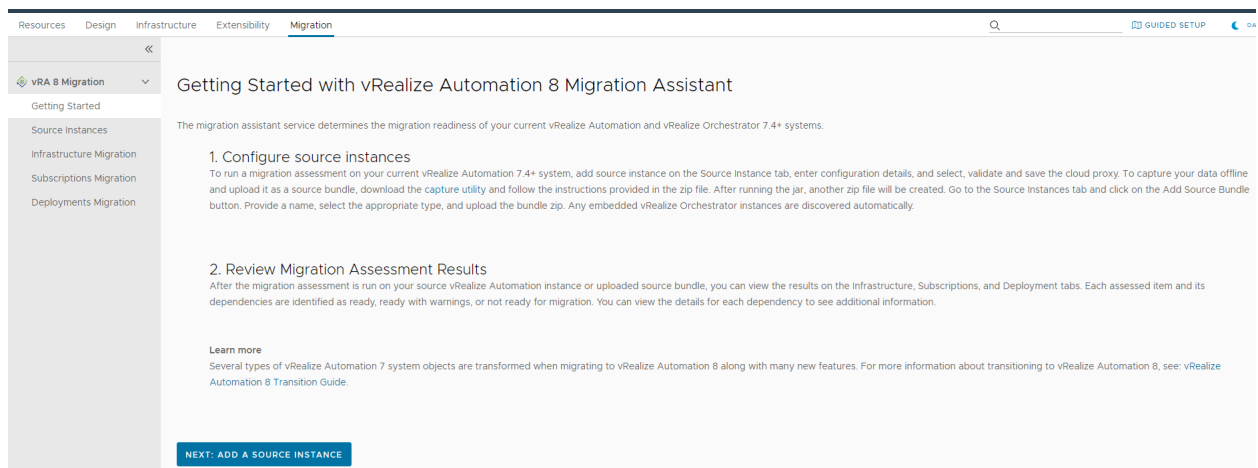 Resources Design Infrastructure Extensibility Migration GUIDED SETUP
vRA 8 Migration
Getting Started
Source Instances
Infrastructure Migration
Subscriptions Migration
Deployments Migration
Getting Started with vRealize Automation 8 Migration Assistant
The migration assistant service determines the migration readiness of your current vRealize Automation and vRealize Orchestrator 7.4+ systems.
1. Configure source instances
To run a migration assessment on your current vRealize Automation 7.4+ system, add source instance on the Source Instance tab, enter configuration details, and select, validate and save the cloud proxy. To capture your data offline
and upload it as a source bundle, download the capture utility and follow the instructions provided in the zip file. After running the jar, another zip file will be created. Go to the Source Instances tab and click on the Add Source Bundle
button. Provide a name, select the appropriate type, and upload the bundle zip. Any embedded vRealize Orchestrator instances are discovered automatically.
2. Review Migration Assessment Results
After the migration assessment is run on your source vRealize Automation instance or uploaded source bundle, you can view the results on the Infrastructure, Subscriptions, and Deployment tabs. Each assessed item and its
dependencies are identified as ready, ready with warnings, or not ready for migration. You can view the details for each dependency to see additional information.
Learn more
Several types of vRealize Automation 7 system objects are transformed when migrating to vRealize Automation 8 along with many new features. For more information about transitioning to vRealize Automation 8, see: vRealize
Automation 8 Transition Guide.
NEXT: ADD A SOURCE INSTANCE